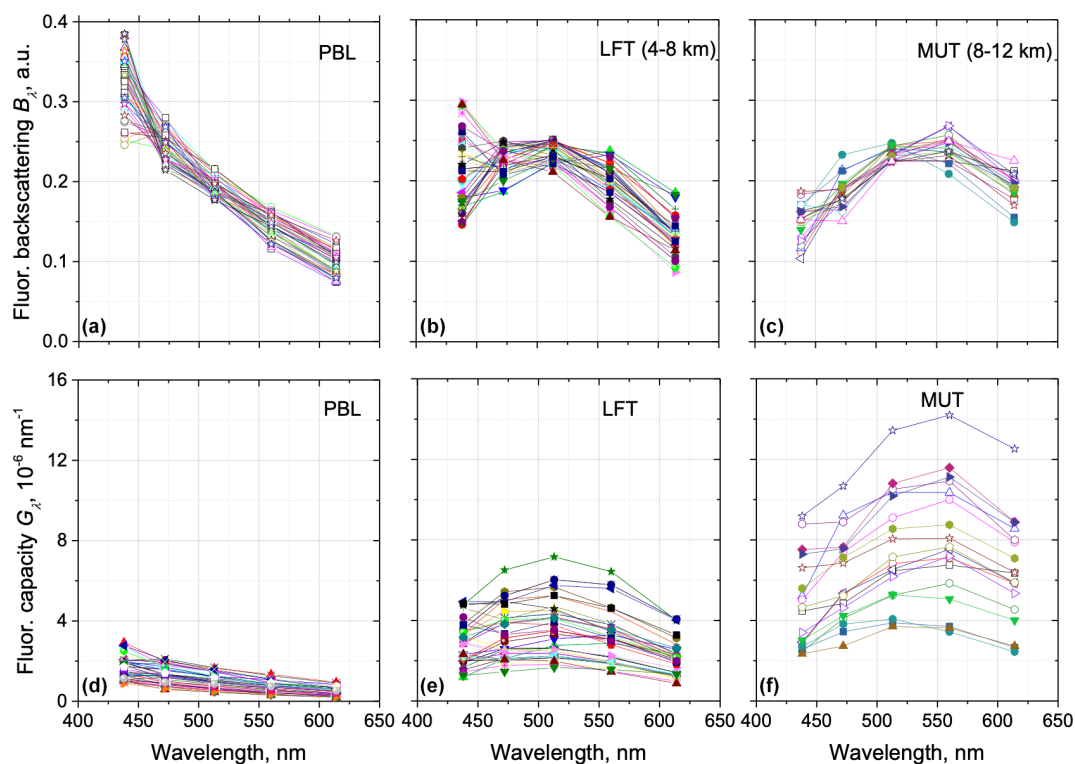 PBL
LFT (4-8 km)
MUT (8-12 km)
0.4
0.3
0.2
0.1
0.0
Fluor. backscattering Bλ, a.u.
(a)
(b)
(c)
PBL
LFT
MUT
16
12
8
4
0
Fluor. capacity Gλ, 10-6 nm-1
(d)
(e)
(f)
400 450 500 550 600 650
400 450 500 550 600 650
400 450 500 550 600 650
Wavelength, nm
Wavelength, nm
Wavelength, nm